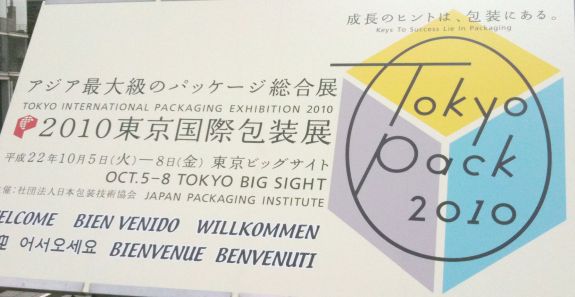 成長のヒントは、包装にある。
Keys To Success Lie In Packaging
アジア最大級のパッケージ総合展
TOKYO INTERNATIONAL PACKAGING EXHIBITION 2010
2010東京国際包装展
平成22年10月5日(火)—8日(金) 東京ビッグサイト
OCT.5-8 TOKYO BIG SIGHT
主催:社団法人日本包装技術協会 JAPAN PACKAGING INSTITUTE
WELCOME BIEN VENIDO WILLKOMMEN
迎 어서오세요 BIENVENUE BENVENUTI
Tokyo
Pack
2010